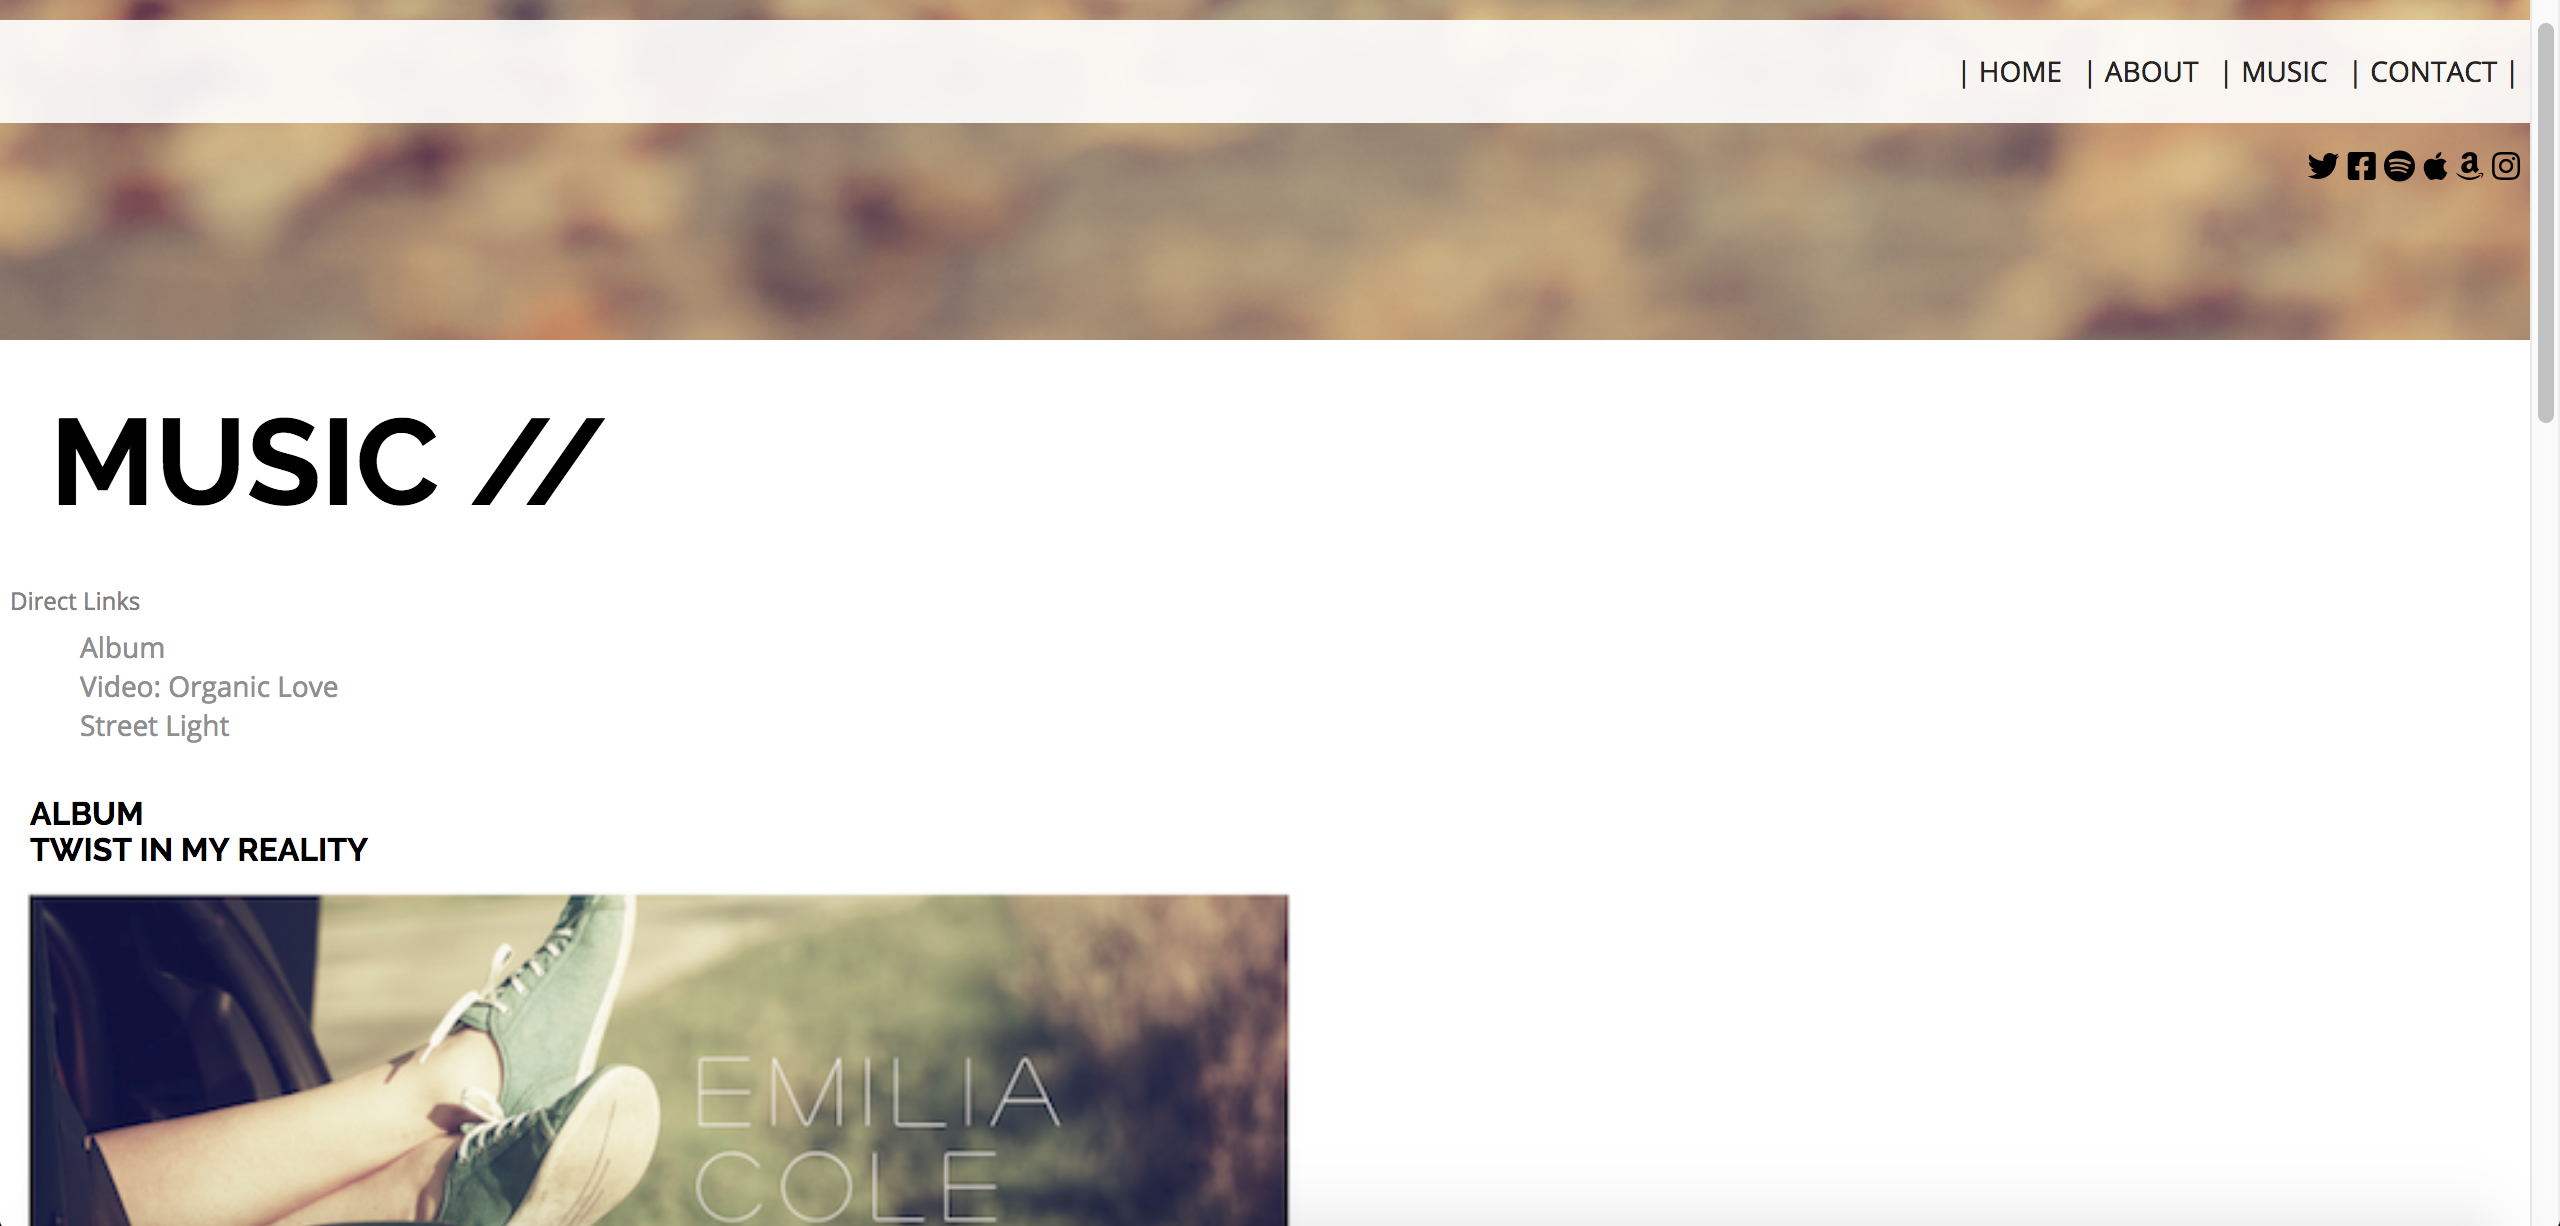 | HOME | ABOUT | MUSIC | CONTACT |
MUSIC //
Direct Links
Album
Video: Organic Love
Street Light
ALBUM
TWIST IN MY REALITY
EMILIA
COLE